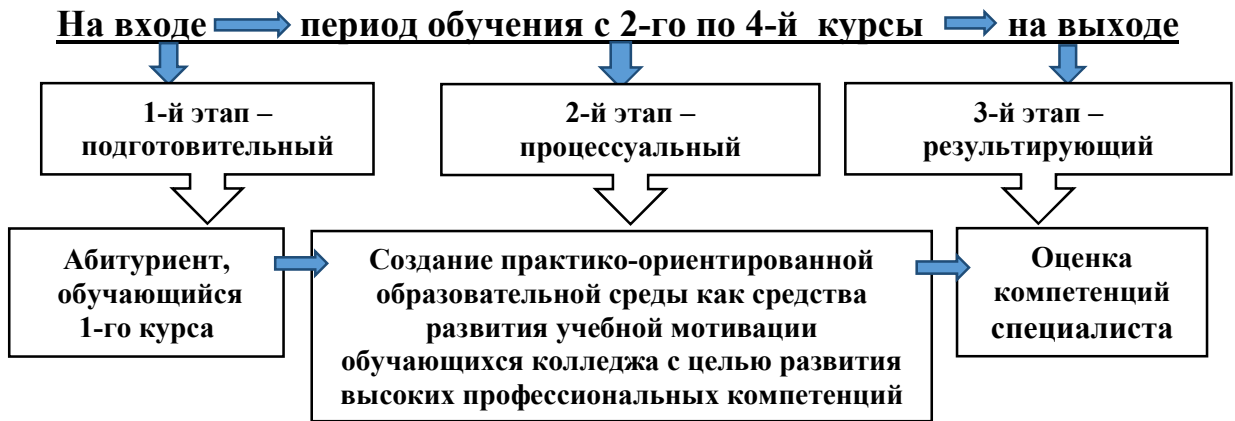 На входе период обучения с 2-го по 4-й курсы на выходе
1-й этап –
подготовительный
2-й этап –
процессуальный
3-й этап –
результирующий
Абитуриент,
обучающийся
1-го курса
Создание практико-ориентированной
образовательной среды как средства
развития учебной мотивации
обучающихся колледжа с целью развития
высоких профессиональных компетенций
Оценка
компетенций
специалиста